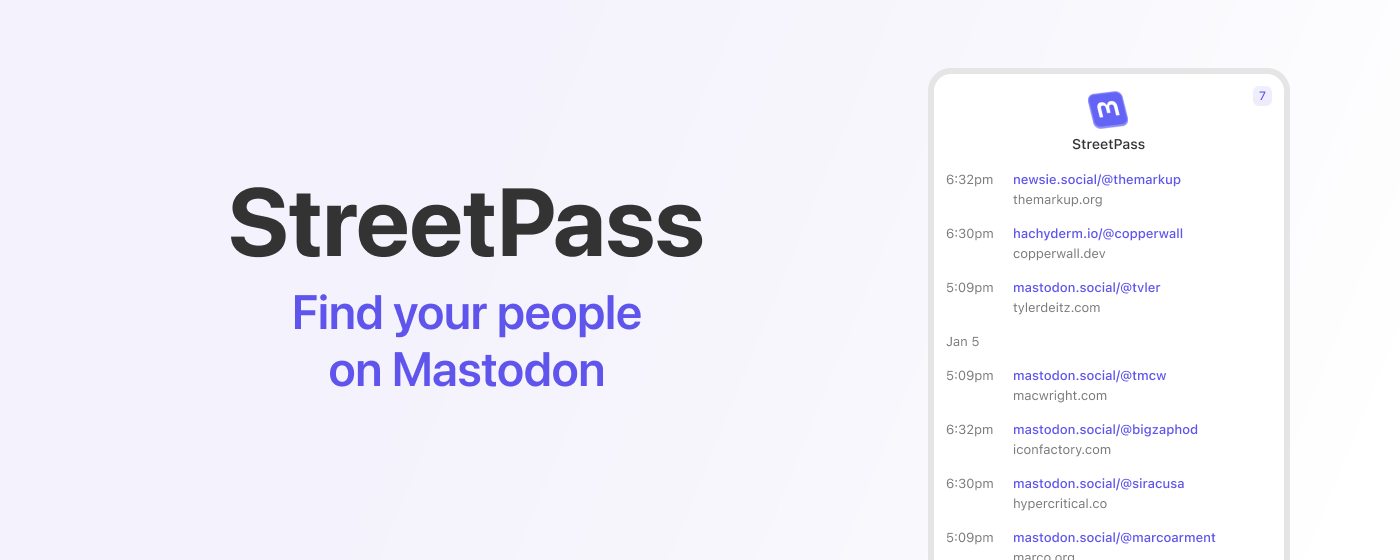 StreetPass
Find your people
on Mastodon
7
m
StreetPass
6:32pm newsie.social/@themarkup
themarkup.org
6:30pm hachyderm.io/@copperwall
copperwall.dev
5:09pm mastodon.social/@tvler
tylerdeitz.com
Jan 5
5:09pm mastodon.social/@tmcw
macwright.com
6:32pm mastodon.social/@bigzaphod
iconfactory.com
6:30pm mastodon.social/@siracusa
hypercritical.co
5:09pm mastodon.social/@marcoarment
marco.org